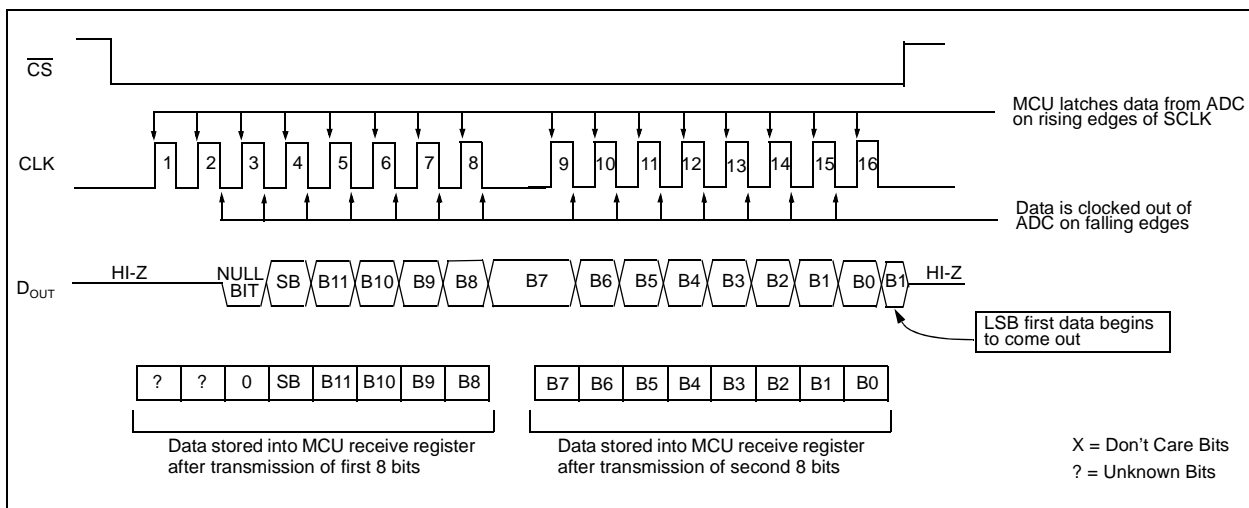 CS
MCU latches data from ADC
on rising edges of SCLK
CLK
1 2 3 4 5 6 7 8 9 10 11 12 13 14 15 16
Data is clocked out of
ADC on falling edges
HI-Z
NULL
BIT
SB B11 B10 B9 B8 B7 B6 B5 B4 B3 B2 B1 B0 B1
HI-Z
DOUT
LSB first data begins
to come out
? ? 0 SB B11 B10 B9 B8
B7 B6 B5 B4 B3 B2 B1 B0
Data stored into MCU receive register
after transmission of first 8 bits
Data stored into MCU receive register
after transmission of second 8 bits
X = Don't Care Bits
? = Unknown Bits